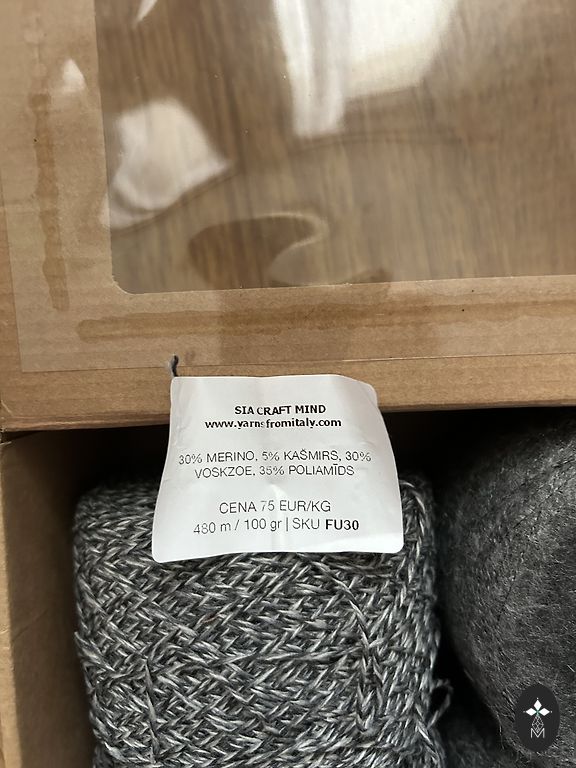 SIA CRAFT MIND
www.yarnsfromitaly.com
30% MERINO, 5% KAŠMIRS, 30%
VOSKZOE, 35% POLIAMĪDS
CENA 75 EUR/KG
480 m / 100 gr | SKU FU30
M